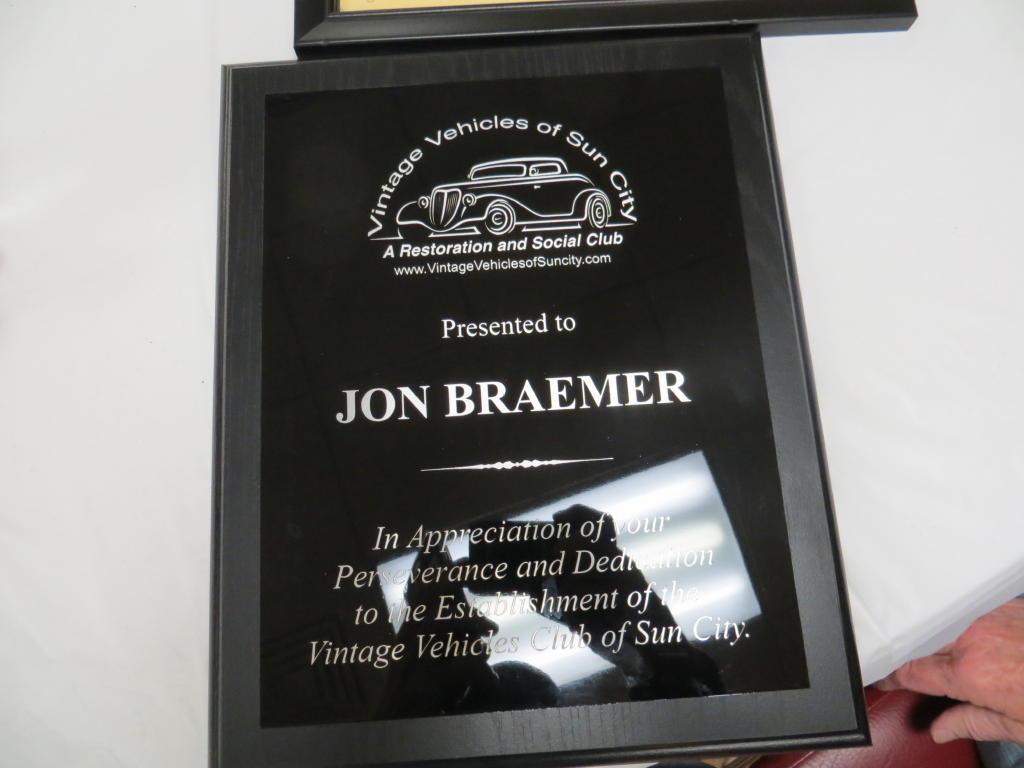 Vintage Vehicles of Sun City
A Restoration and Social Club
www.VintageVehiclesofSuncity.com
Presented to
JON BRAEMER
In Appreciation of your
Perseverance and Dedication
to the Establishment of the
Vintage Vehicles Club of Sun City.